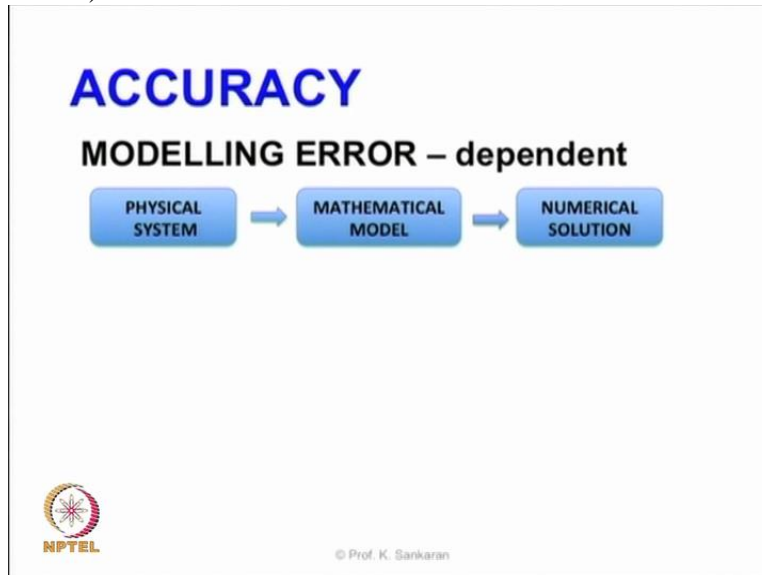 ACCURACY
MODELLING ERROR – dependent
PHYSICAL
SYSTEM
MATHEMATICAL
MODEL
NUMERICAL
SOLUTION
NPTEL
© Prof. K. Sankaran